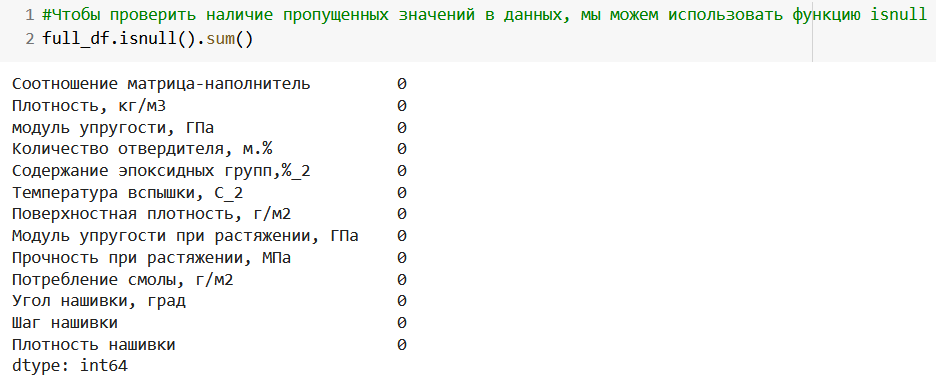 1 #Чтобы проверить наличие пропущенных значений в данных, мы можем использовать функцию isnull
2 full_df.isnull().sum()
Соотношение матрица-наполнитель 0
Плотность, кг/м3 0
модуль упругости, ГПа 0
Количество отвердителя, м.% 0
Содержание эпоксидных групп,%_2 0
Температура вспышки, С_2 0
Поверхностная плотность, г/м2 0
Модуль упругости при растяжении, ГПа 0
Прочность при растяжении, МПа 0
Потребление смолы, г/м2 0
Угол нашивки, град 0
Шаг нашивки 0
Плотность нашивки 0
dtype: int64